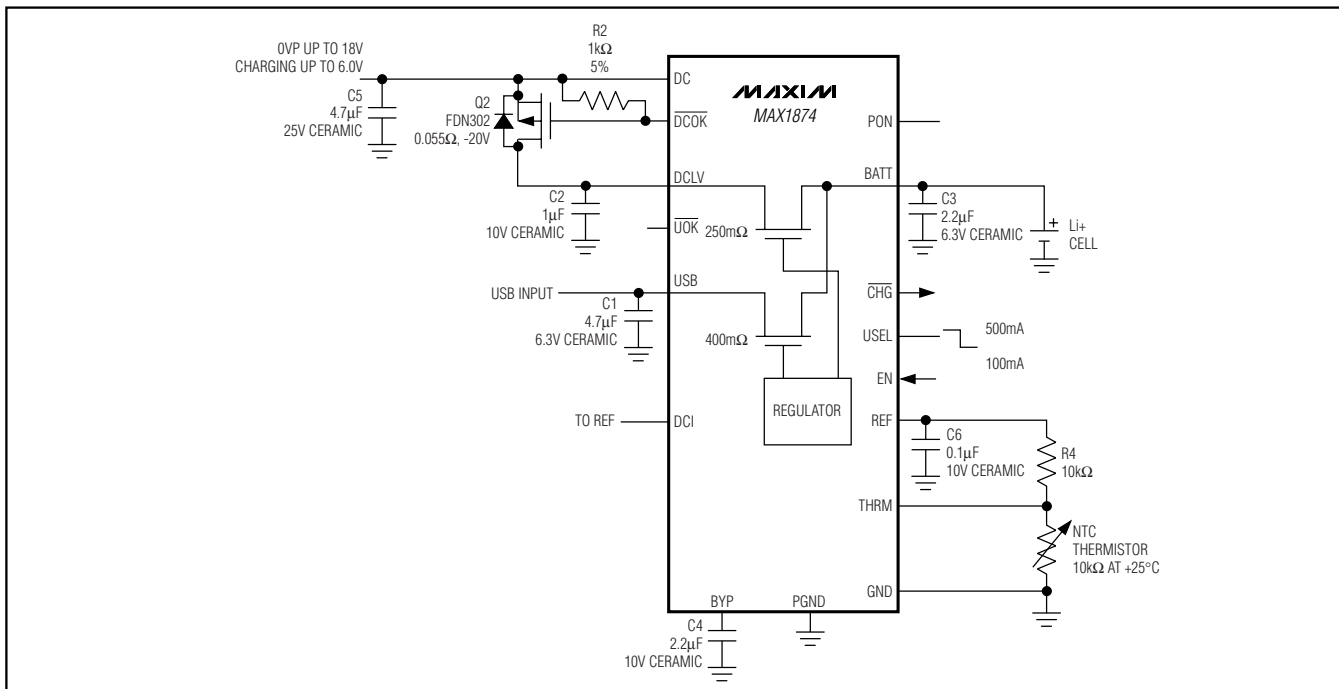 0VP UP TO 18V
CHARGING UP TO 6.0V
C5
4.7µF
25V CERAMIC
Q2
FDN302
0.055Ω, -20V
R2
1kΩ
5%
C2
1µF
10V CERAMIC
USB INPUT
C1
4.7µF
6.3V CERAMIC
TO REF
DC
DCOK
DCLV
UOK
USB
DCI
MAXIM
MAX1874
250mΩ
400mΩ
REGULATOR
PON
BATT
CHG
USEL
EN
REF
THRM
GND
BYP
PGND
C4
2.2µF
10V CERAMIC
C3
2.2µF
6.3V CERAMIC
+
Li+
CELL
500mA
100mA
C6
0.1µF
10V CERAMIC
R4
10kΩ
NTC
THERMISTOR
10kΩ AT +25°C